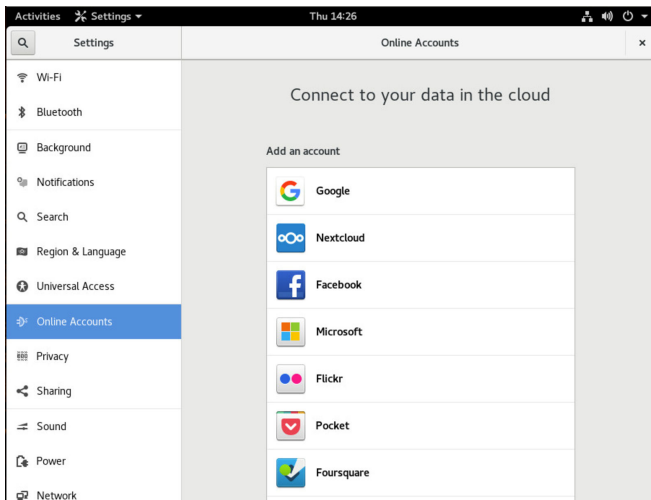 Activities Settings Thu 14:26
Settings Online Accounts
Wi-Fi
Bluetooth
Background
Notifications
Search
Region & Language
Universal Access
Online Accounts
Privacy
Sharing
Sound
Power
Network
Connect to your data in the cloud
Add an account
Google
Nextcloud
Facebook
Microsoft
Flickr
Pocket
Foursquare